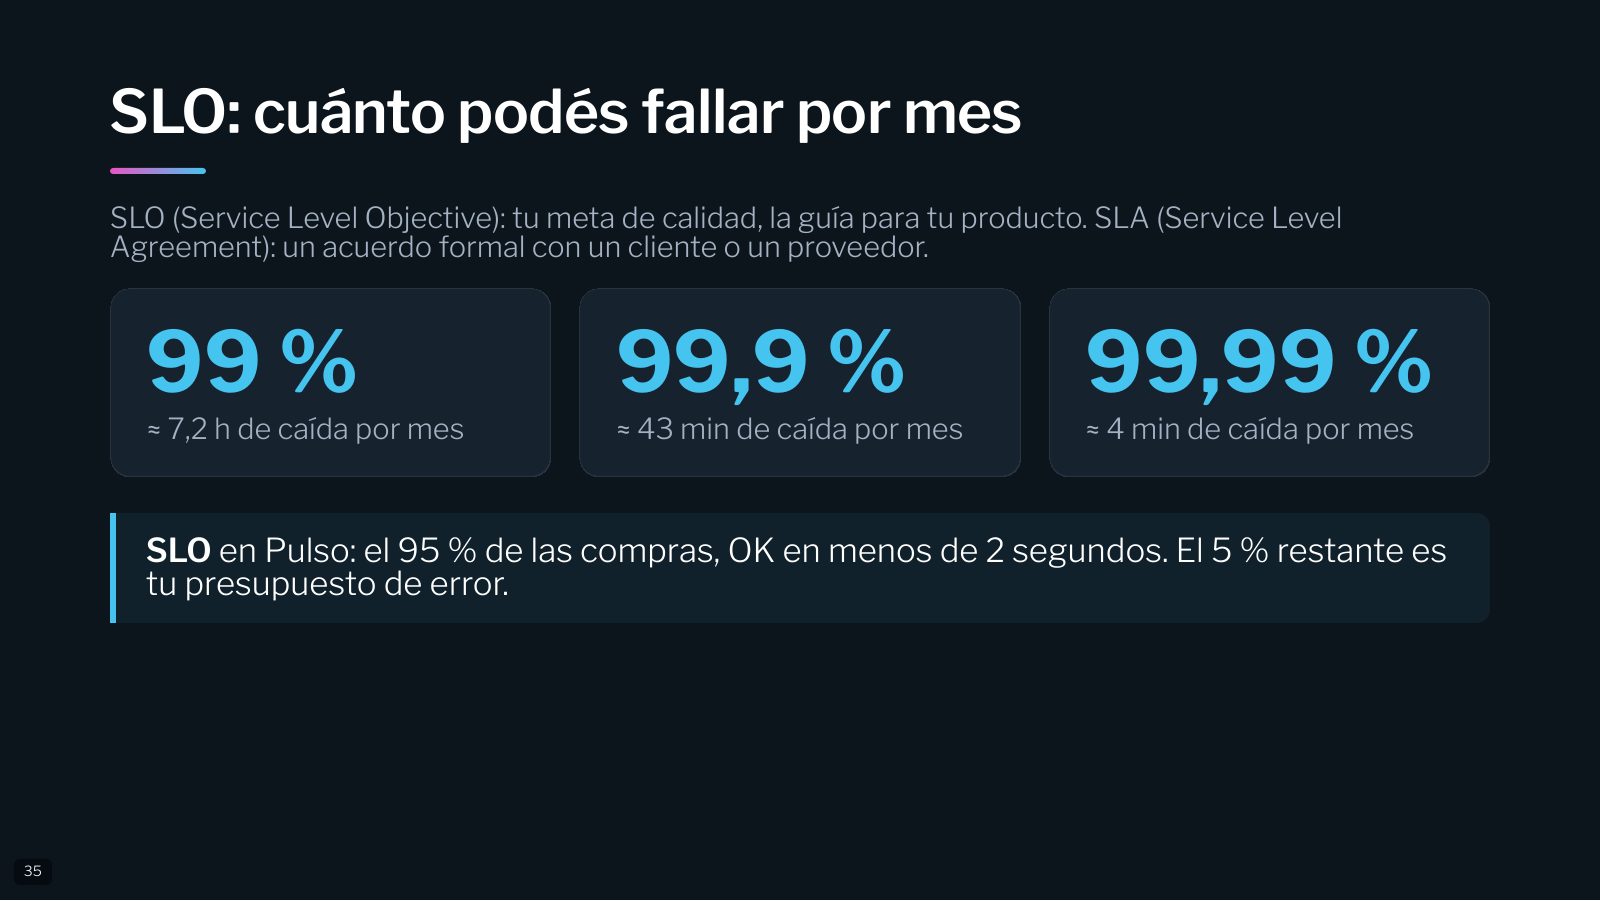 SLO: cuánto podés fallar por mes
SLO (Service Level Objective): tu meta de calidad, la guía para tu producto. SLA (Service Level
Agreement): un acuerdo formal con un cliente o un proveedor.
99 %
≈ 7,2 h de caída por mes
99,9 %
≈ 43 min de caída por mes
99,99 %
≈ 4 min de caída por mes
SLO en Pulso: el 95 % de las compras, OK en menos de 2 segundos. El 5 % restante es
tu presupuesto de error.
35